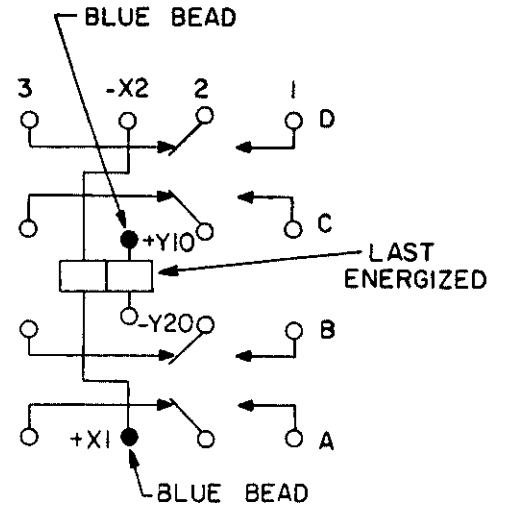 BLUE BEAD
3 -X2 2 1 D
C
+Y10
LAST
ENERGIZED
-Y20 B
+X1 A
BLUE BEAD